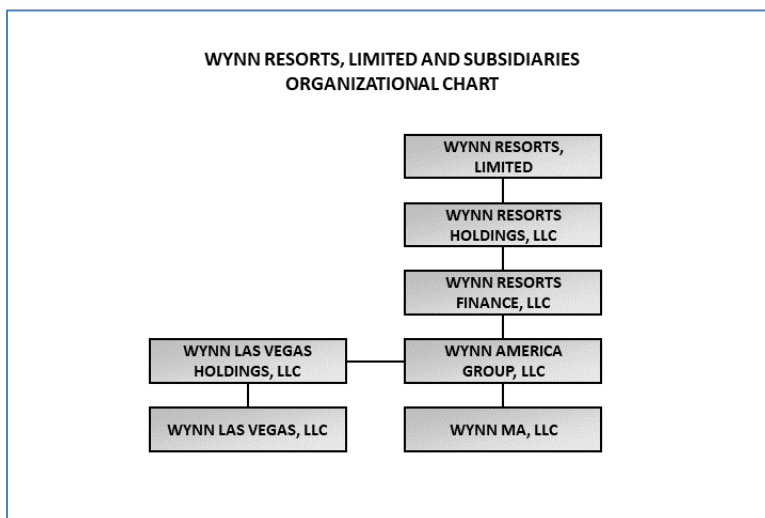 WYNN RESORTS, LIMITED AND SUBSIDIARIES
ORGANIZATIONAL CHART
WYNN RESORTS,
LIMITED
WYNN RESORTS
HOLDINGS, LLC
WYNN RESORTS
FINANCE, LLC
WYNN LAS VEGAS
HOLDINGS, LLC
WYNN AMERICA
GROUP, LLC
WYNN LAS VEGAS, LLC
WYNN MA, LLC